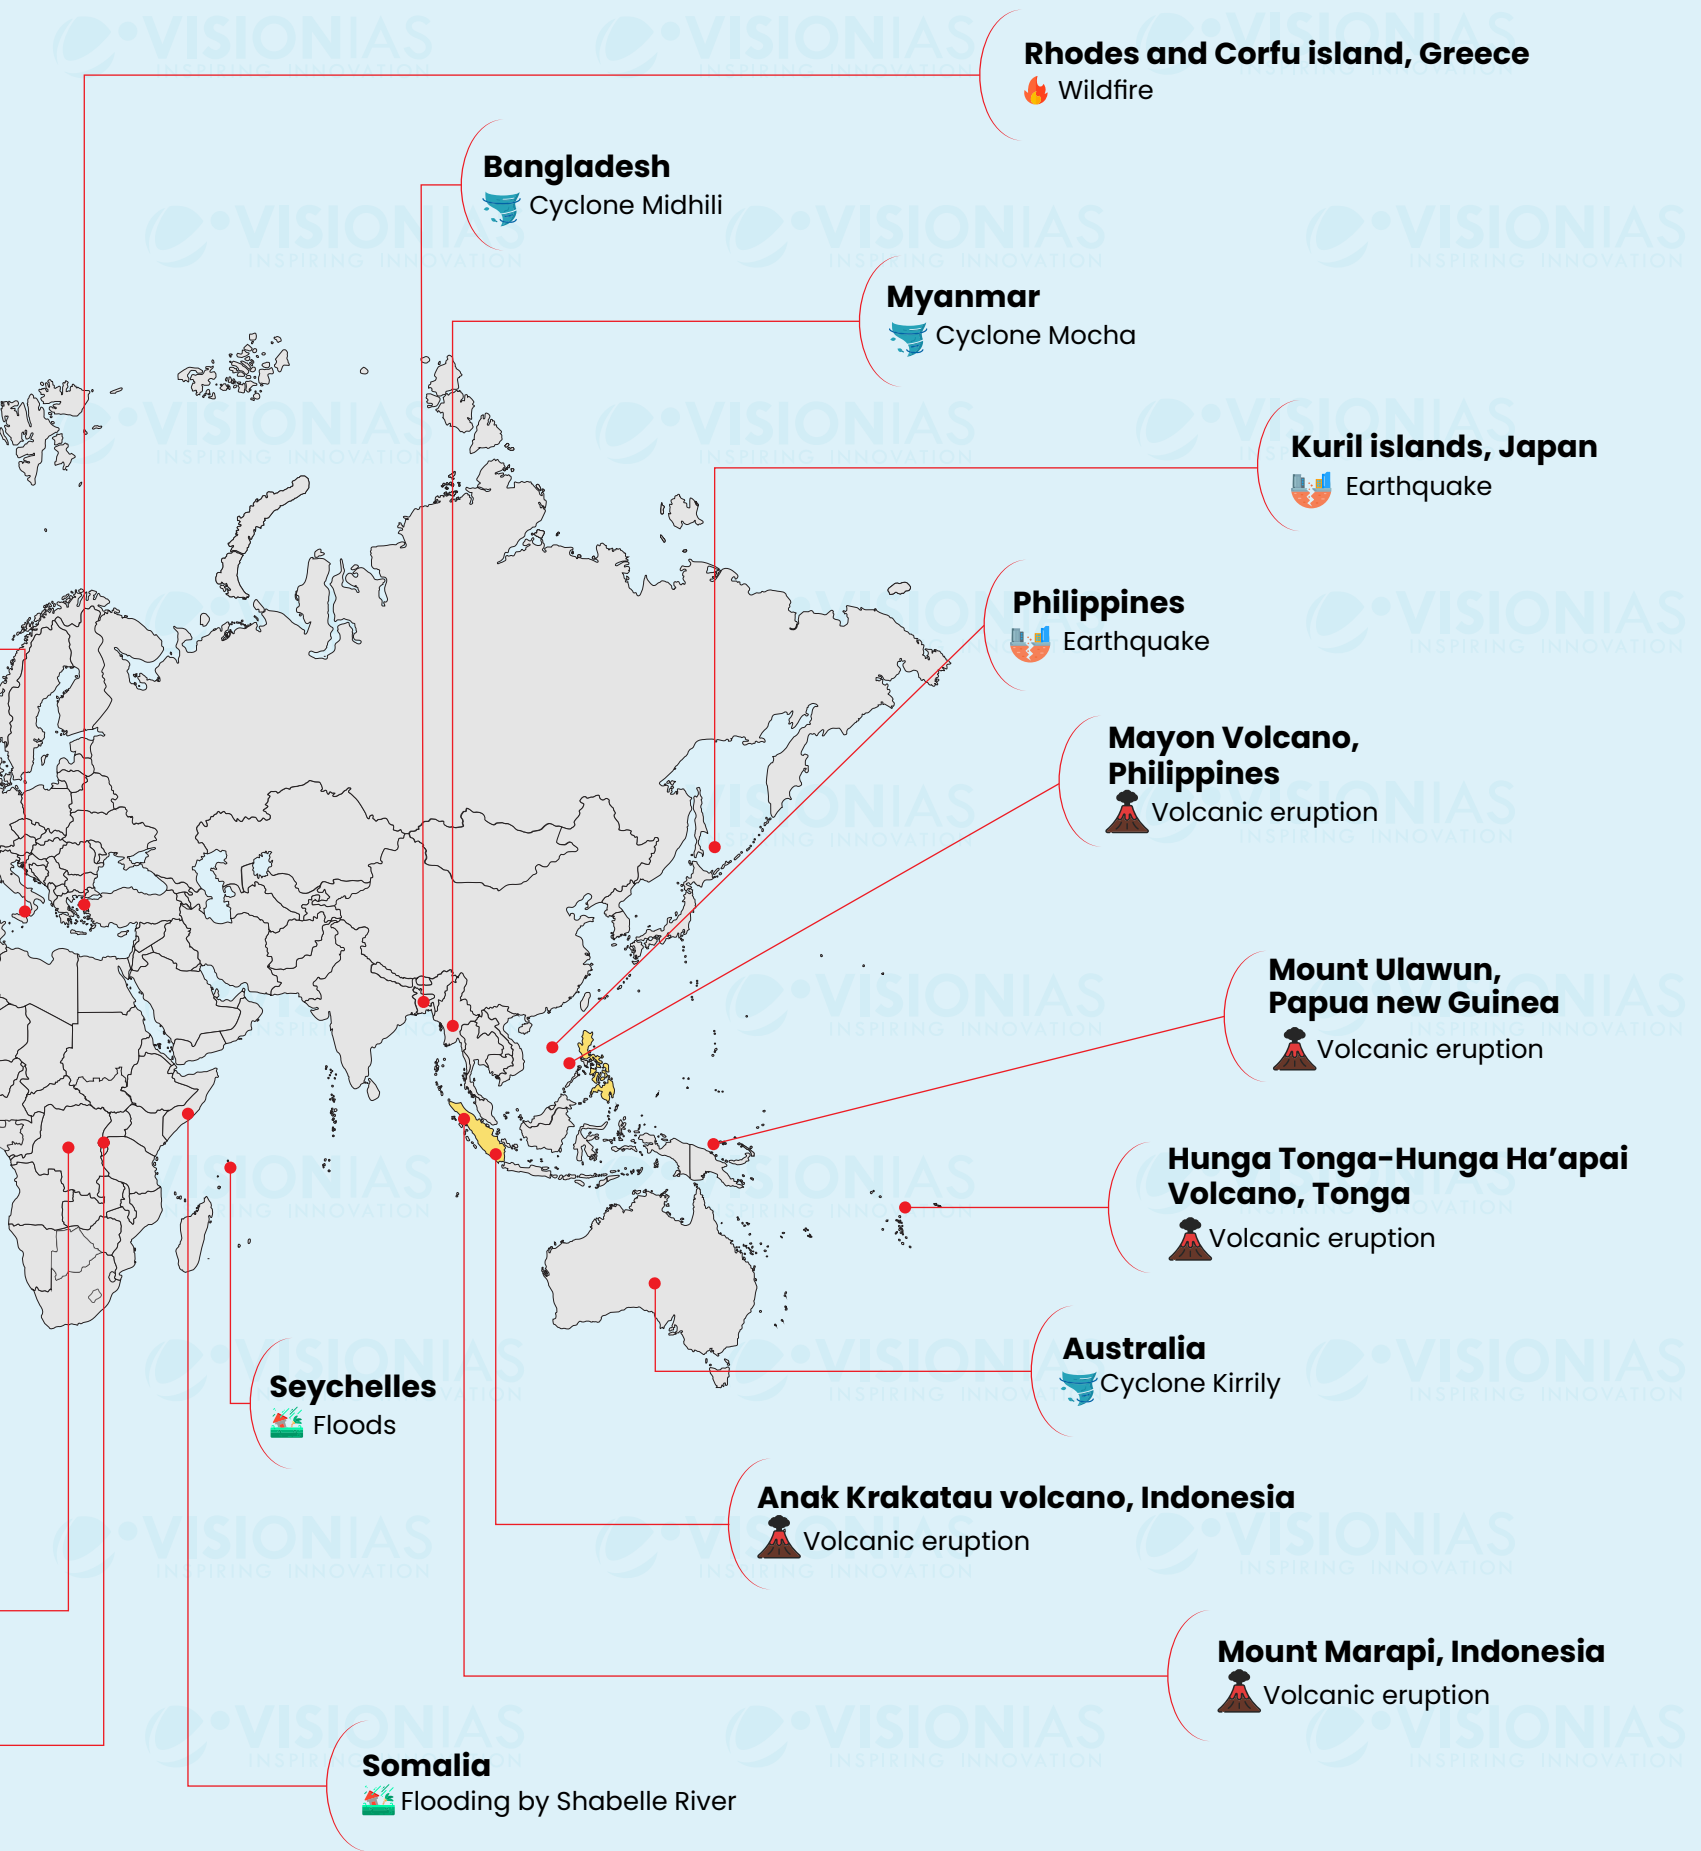 VISIONIAS
INSPIRING INNOVATION
Rhodes and Corfu island, Greece
Wildfire
Bangladesh
Cyclone Midhili
Myanmar
Cyclone Mocha
Kuril islands, Japan
Earthquake
Philippines
Earthquake
Mayon Volcano,
Philippines
Volcanic eruption
Mount Ulawun,
Papua new Guinea
Volcanic eruption
Hunga Tonga-Hunga Ha’apai
Volcano, Tonga
Volcanic eruption
Australia
Cyclone Kirrily
Seychelles
Floods
Anak Krakatau volcano, Indonesia
Volcanic eruption
Mount Marapi, Indonesia
Volcanic eruption
Somalia
Flooding by Shabelle River